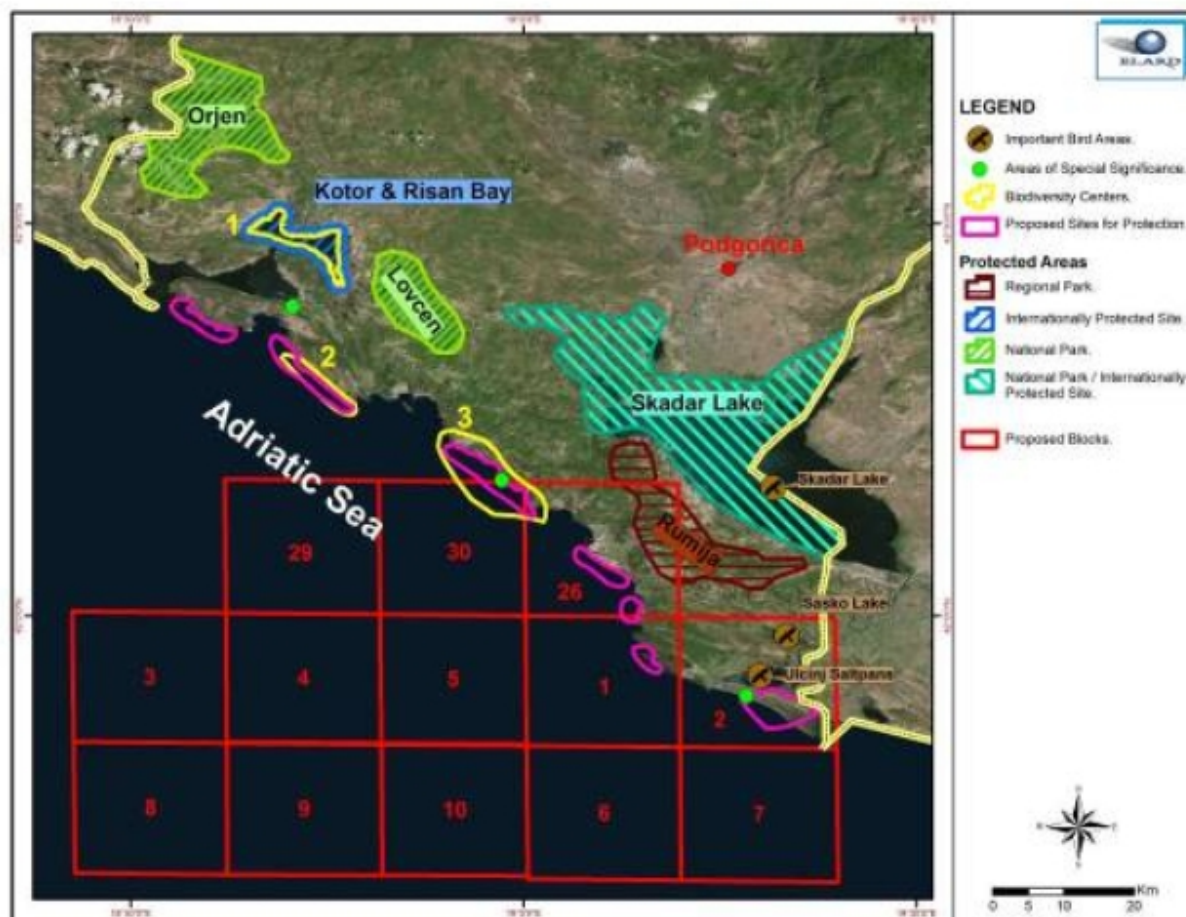 Orjen
Kotor & Risan Bay
1
Podgorica
Lovcen
2
Skadar Lake
Adriatic Sea
3
Skadar Lake
Rumija
29
30
26
Sasko Lake
3
4
5
1
Ulcinj Saltpans
2
8
9
10
6
7
ELARD
LEGEND
Important Bird Areas.
Areas of Special Significance.
Biodiversity Centers.
Proposed Sites for Protection
Protected Areas
Regional Park.
Internationally Protected Site
National Park.
National Park / Internationally
Protected Site.
Proposed Blocks.
Km
0 5 10 20